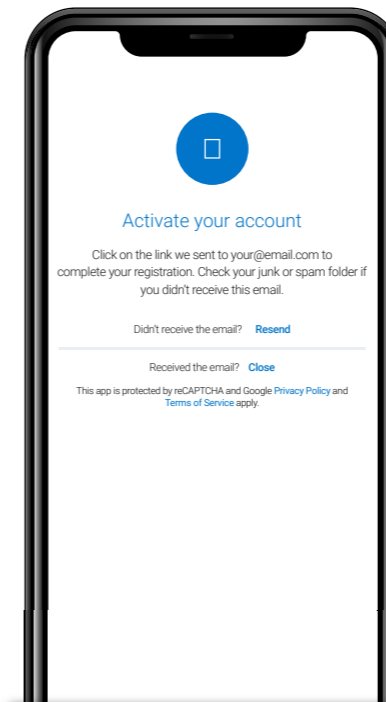 Activate your account
Click on the link we sent to your@email.com to
complete your registration. Check your junk or spam folder if
you didn't receive this email.
Didn't receive the email? Resend
Received the email? Close
This app is protected by reCAPTCHA and Google Privacy Policy and
Terms of Service apply.